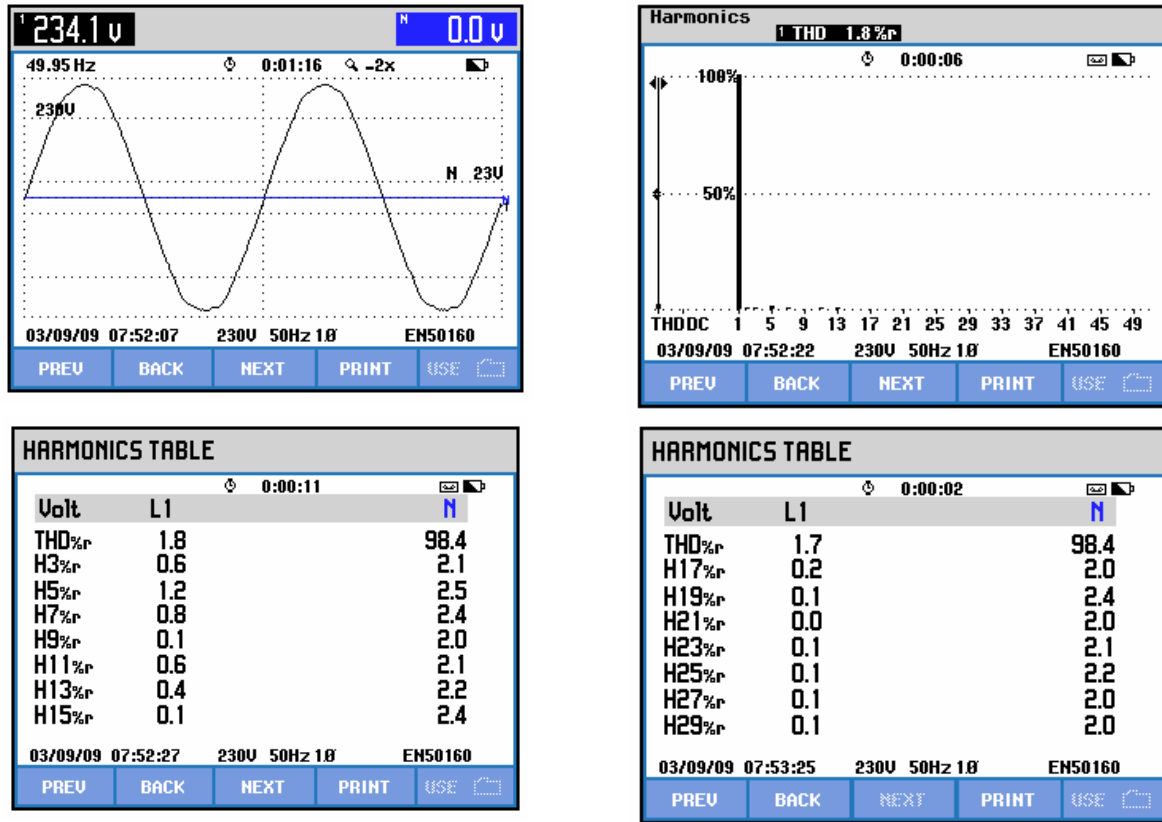 1 234.1 V N 0.0 V
49.95 Hz 0:01:16 -2x
230V
N 23V
03/09/09 07:52:07 230V 50Hz 1Ø EN50160
PREV BACK NEXT PRINT USE
Harmonics
1 THD 1.8%r
0:00:06
100%
50%
THDDC 1 5 9 13 17 21 25 29 33 37 41 45 49
03/09/09 07:52:22 230V 50Hz 1Ø EN50160
PREV BACK NEXT PRINT USE
HARMONICS TABLE
0:00:11
Volt L1 N
THD%r 1.8 98.4
H3%r 0.6 2.1
H5%r 1.2 2.5
H7%r 0.8 2.4
H9%r 0.1 2.0
H11%r 0.6 2.1
H13%r 0.4 2.2
H15%r 0.1 2.4
03/09/09 07:52:27 230V 50Hz 1Ø EN50160
PREV BACK NEXT PRINT USE
HARMONICS TABLE
0:00:02
Volt L1 N
THD%r 1.7 98.4
H17%r 0.2 2.0
H19%r 0.1 2.4
H21%r 0.0 2.0
H23%r 0.1 2.1
H25%r 0.1 2.2
H27%r 0.1 2.0
H29%r 0.1 2.0
03/09/09 07:53:25 230V 50Hz 1Ø EN50160
PREV BACK NEXT PRINT USE